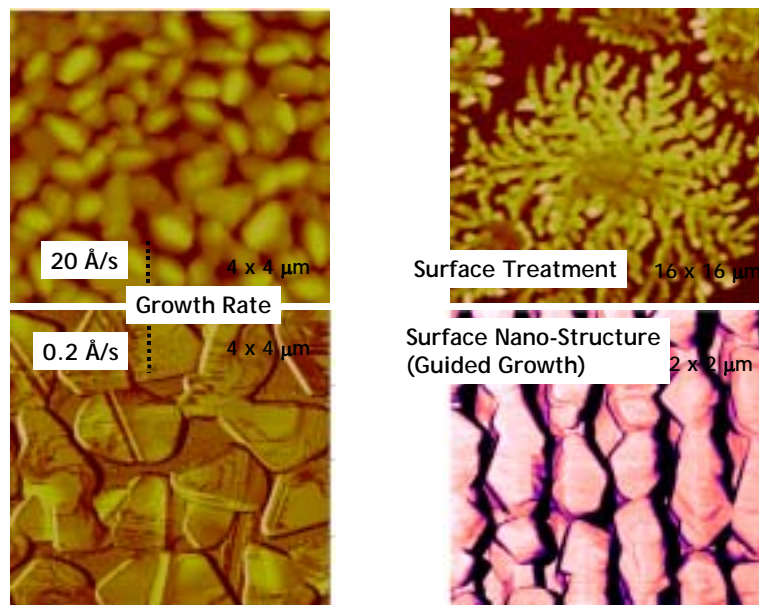 20 Å/s
4 x 4 μm
Growth Rate
0.2 Å/s
4 x 4 μm
Surface Treatment
16 x 16 μm
Surface Nano-Structure
(Guided Growth)
2 x 2 μm